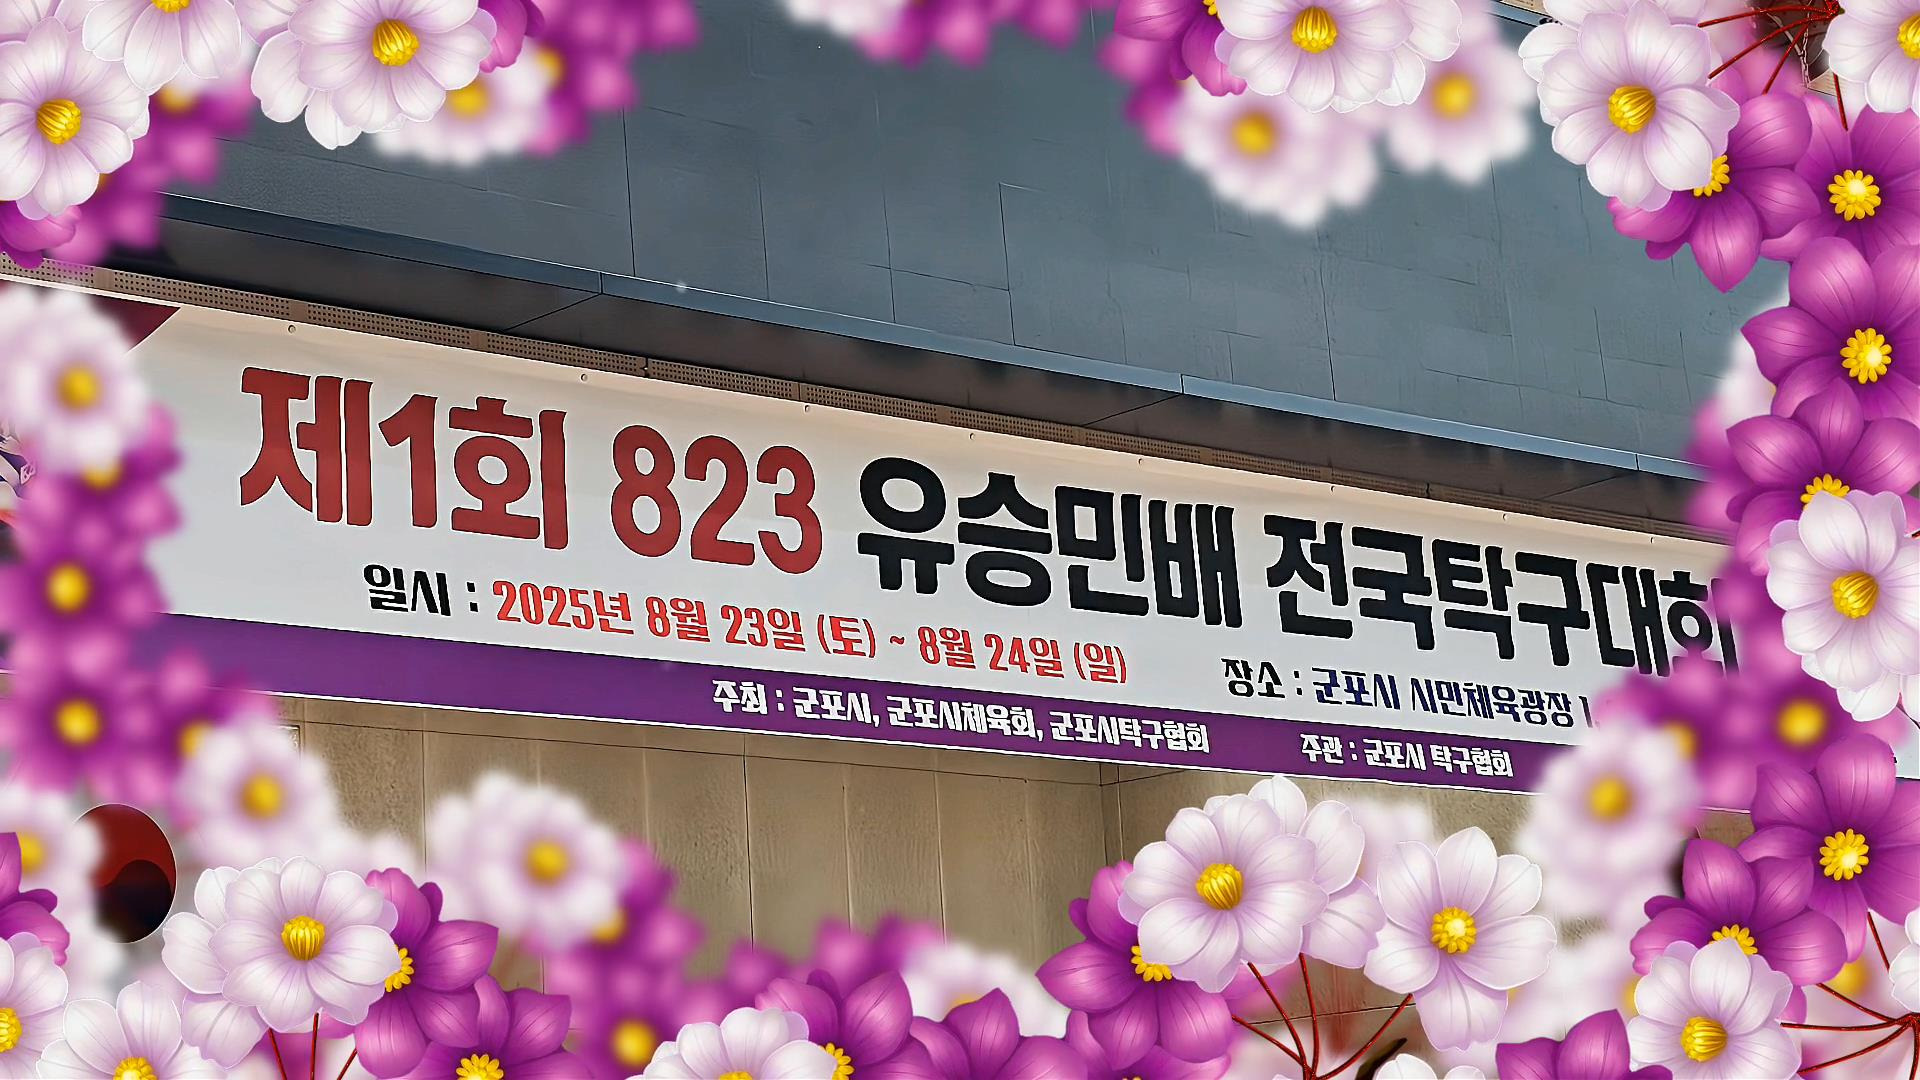 제1회 823 유승민배 전국탁구대회
일시 : 2025년 8월 23일 (토) ~ 8월 24일 (일)
장소 : 군포시 시민체육광장
주최 : 군포시, 군포시체육회, 군포시탁구협회
주관 : 군포시 탁구협회